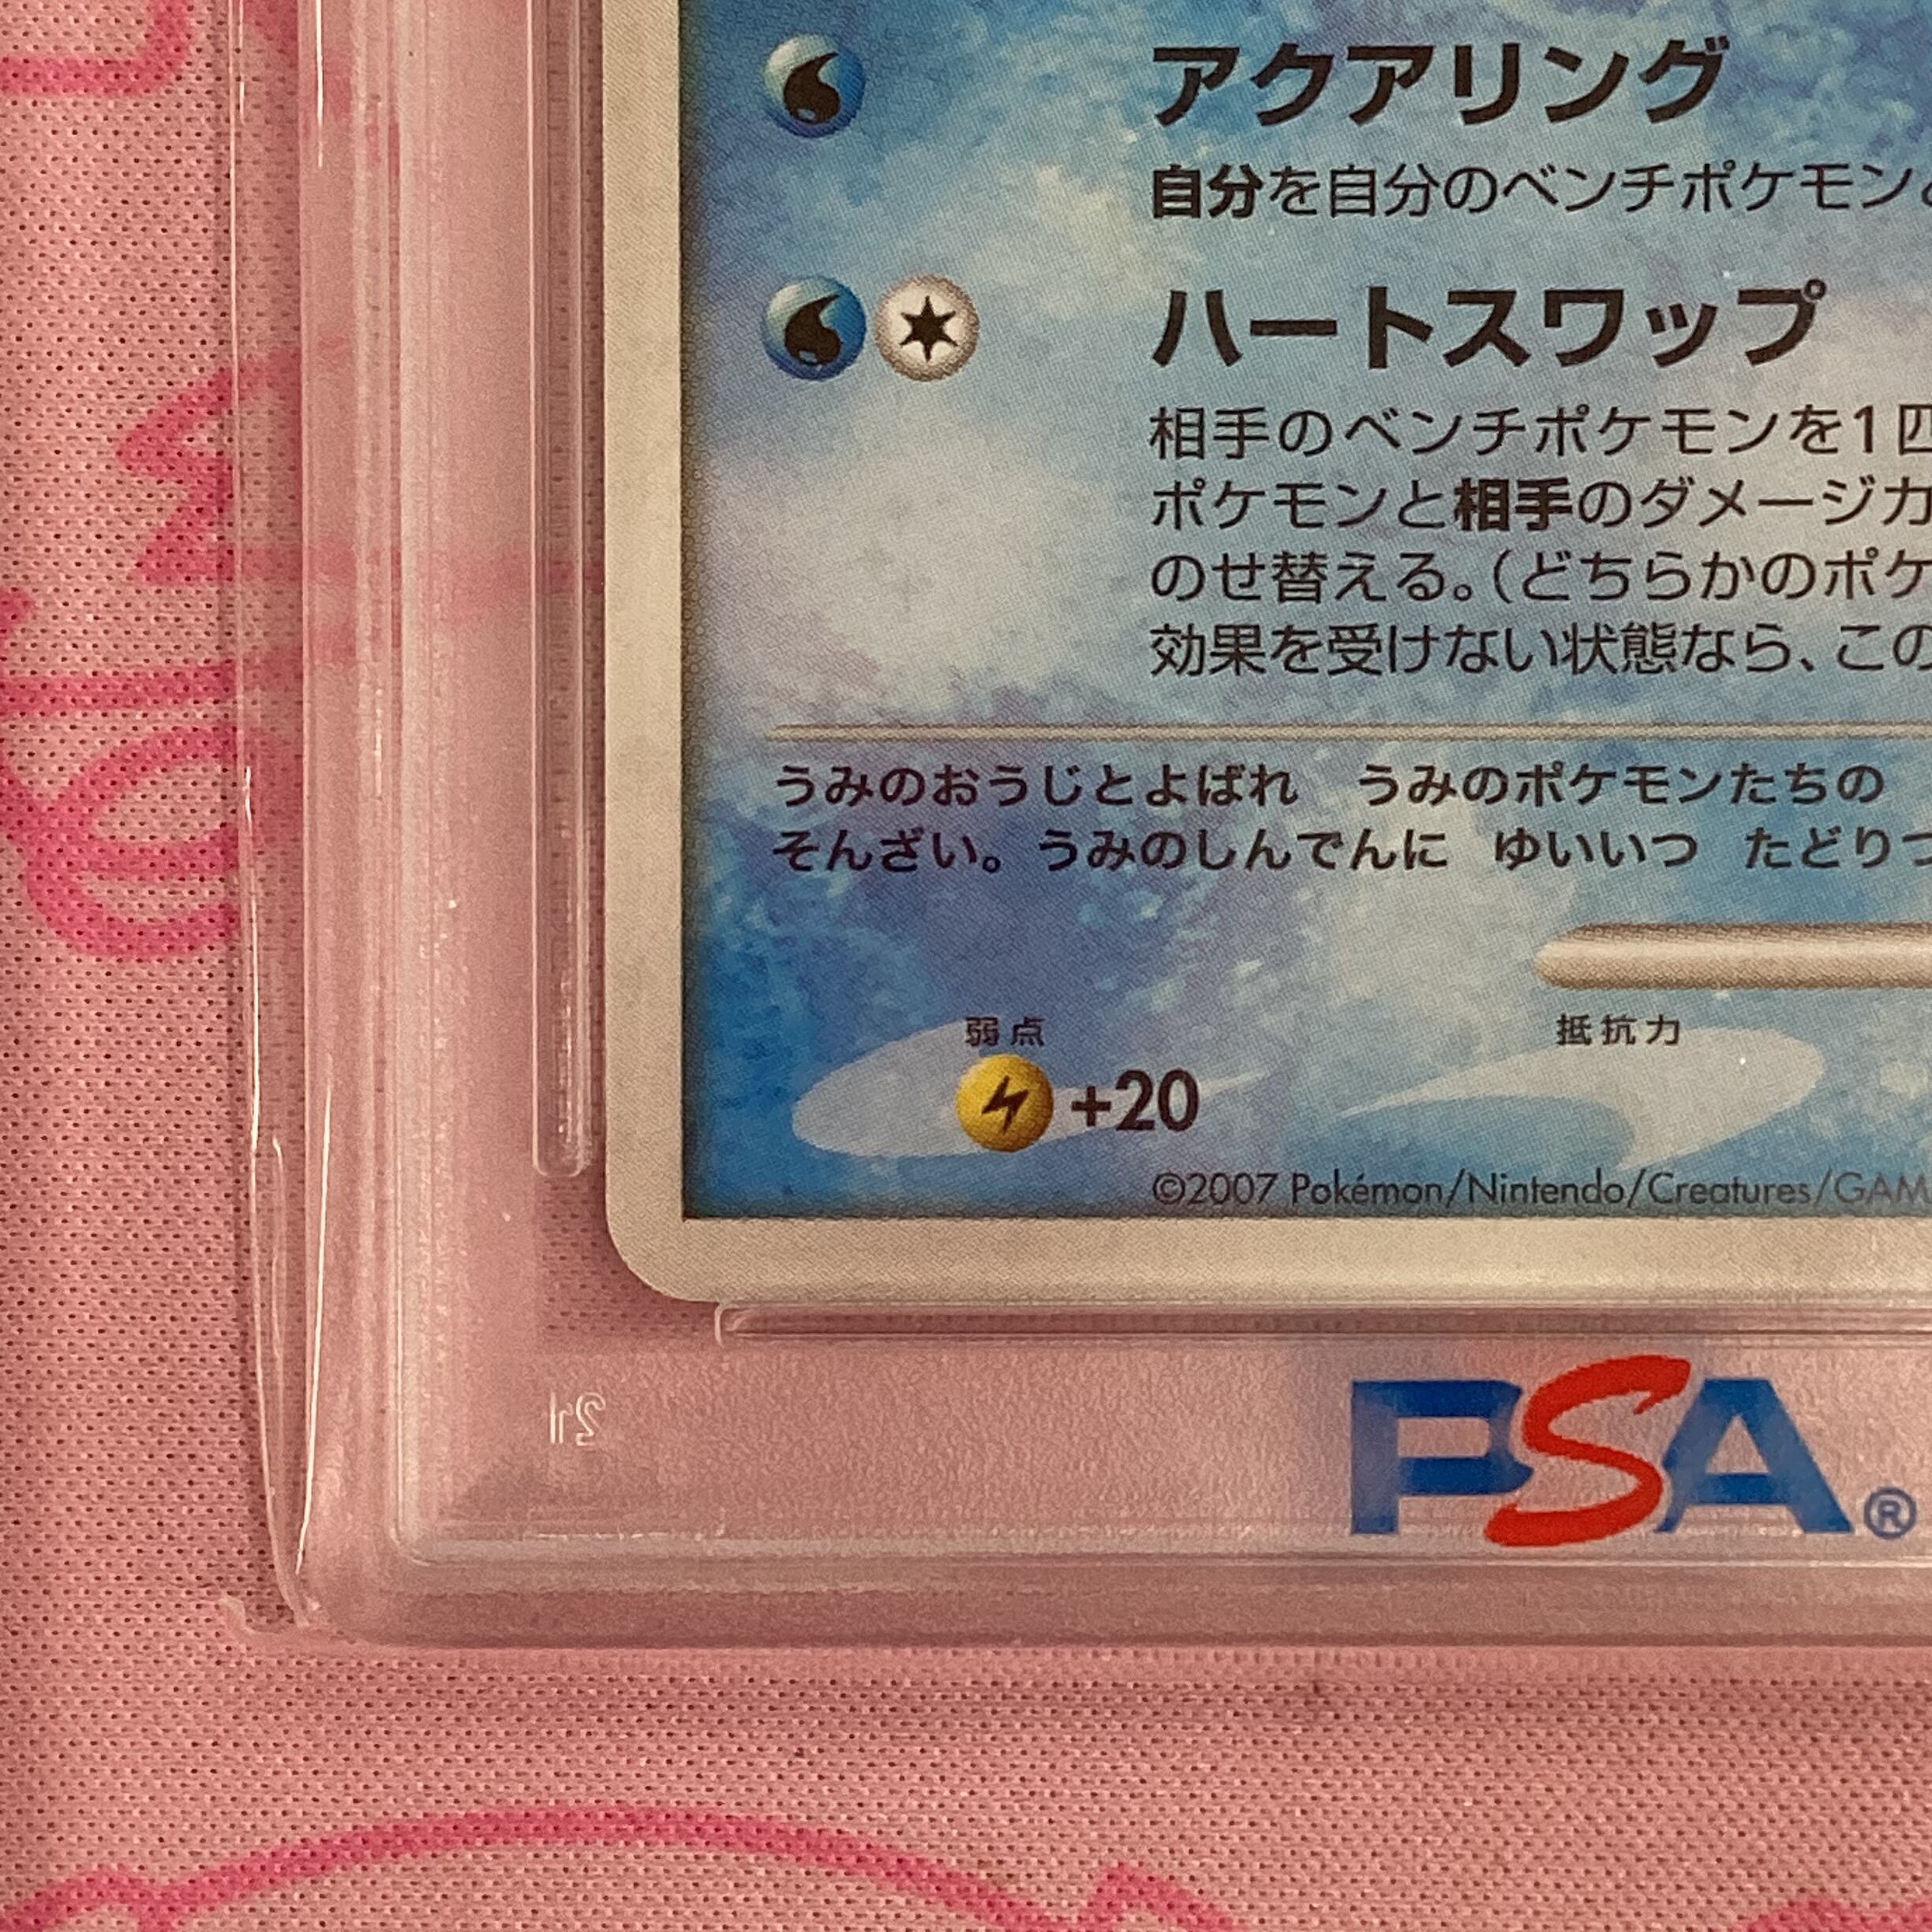 アクアリング
自分を自分のベンチポケモン
ハートスワップ
相手のベンチポケモンを1匹
ポケモンと相手のダメージカ
のせ替える。(どちらかのポケ
効果を受けない状態なら、この
うみのおうじとよばれ うみのポケモンたちの
そんざい。うみのしんでんに ゆいいつ たどりつ
弱点
抵抗力
+20
©2007 Pokémon/Nintendo/Creatures/GAM
21
PSA®